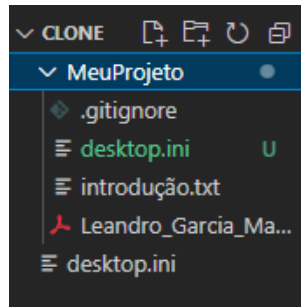 CLONE
MeuProjeto
.gitignore
desktop.ini U
introdução.txt
Leandro_Garcia_Ma...
desktop.ini